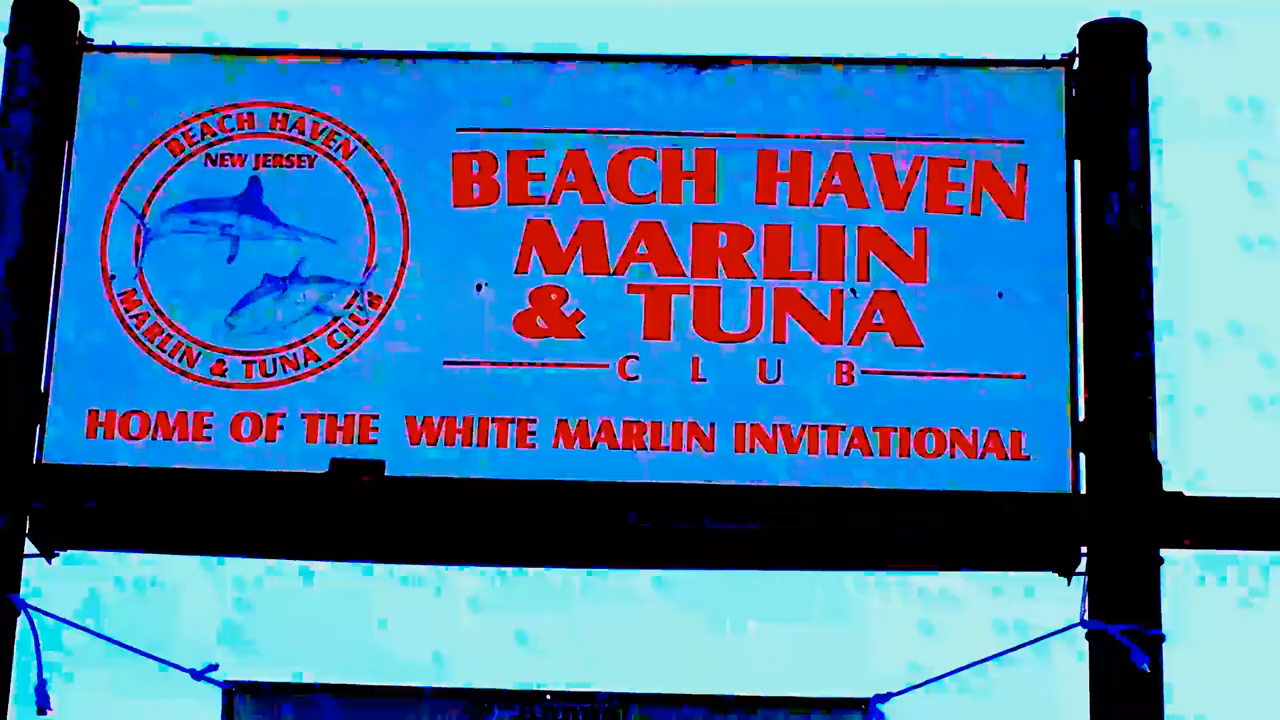 BEACH HAVEN
NEW JERSEY
MARLIN & TUNA CLUB
BEACH HAVEN
MARLIN
& TUNA
CLUB
HOME OF THE WHITE MARLIN INVITATIONAL